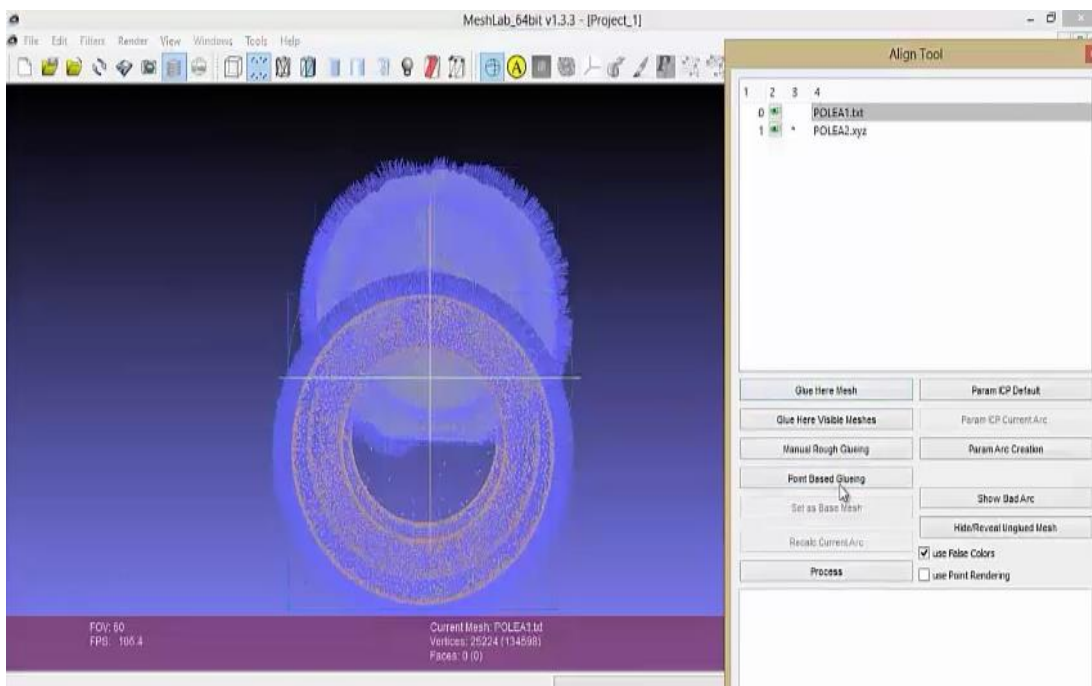 MeshLab_64bit v1.3.3 - [Project_1]
File Edit Filters Render View Windows Tools Help
A
P
Align Tool
1 2 3 4
0 POLEA1.txt
1 * POLEA2.xyz
Glue Here Mesh
Param ICP Default
Glue Here Visible Meshes
Param ICP Current Arc
Manual Rough Glueing
Param Arc Creation
Point Based Glueing
Set as Base Mesh
Show Bad Arc
Hide/Reveal Unglued Mesh
Recalc Current Arc
use False Colors
Process
use Point Rendering
FOV: 60
FPS: 106.4
Current Mesh: POLEA1.txt
Vertices: 25224 (134598)
Faces: 0 (0)